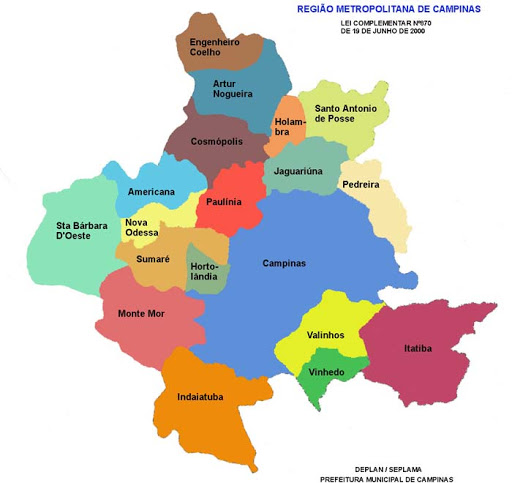 REGIÃO METROPOLITANA DE CAMPINAS
LEI COMPLEMENTAR Nº870
DE 19 DE JUNHO DE 2000
Engenheiro
Coelho
Artur
Nogueira
Holam-
bra
Santo Antonio
de Posse
Cosmópolis
Jaguariúna
Pedreira
Americana
Paulínia
Sta Bárbara
D'Oeste
Nova
Odessa
Sumaré
Horto-
lândia
Campinas
Monte Mor
Valinhos
Itatiba
Vinhedo
Indaiatuba
DEPLAN / SEPLAMA
PREFEITURA MUNICIPAL DE CAMPINAS